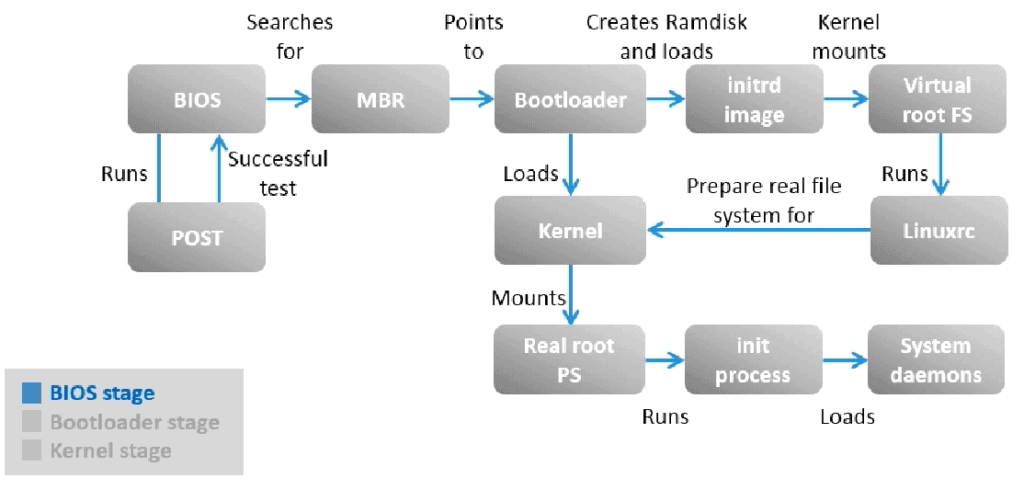 Searches
for
Points
to
Creates Ramdisk
and loads
Kernel
mounts
BIOS
MBR
Bootloader
initrd
image
Virtual
root FS
Runs
Successful
test
Loads
Prepare real file
system for
Runs
POST
Kernel
Linuxrc
Mounts
Real root
PS
init
process
System
daemons
Runs
Loads
BIOS stage
Bootloader stage
Kernel stage